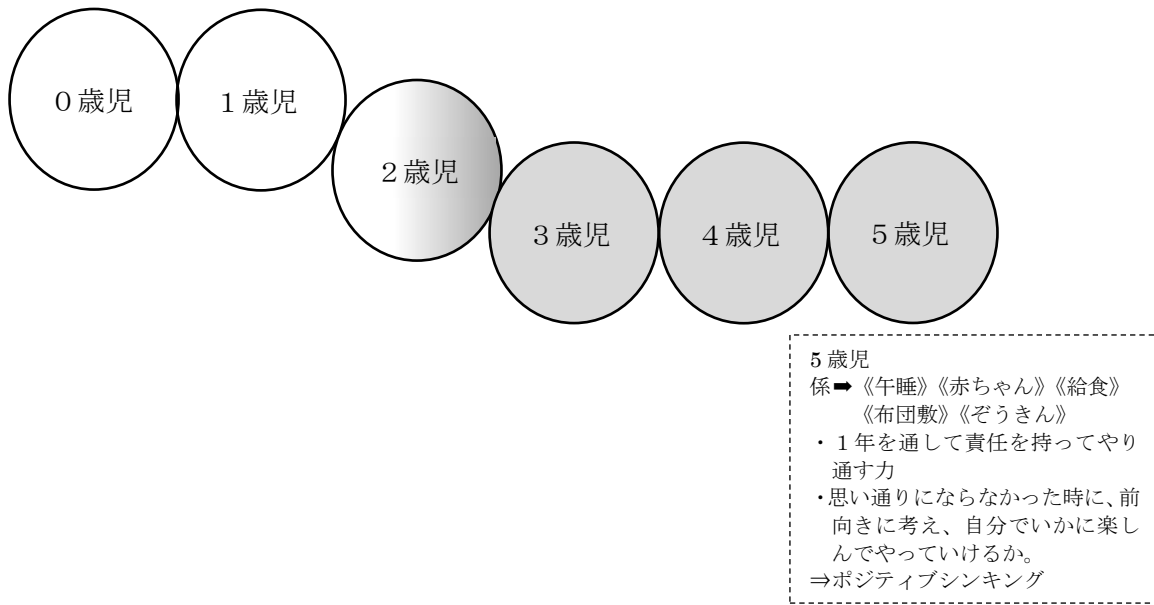 ０歳児
１歳児
２歳児
３歳児
４歳児
５歳児
5 歳児
係➡《午睡》《赤ちゃん》《給食》
《布団敷》《ぞうきん》
・１年を通して責任を持ってやり
通す力
・思い通りにならなかった時に、前
向きに考え、自分でいかに楽し
んでやっていけるか。
⇒ポジティブシンキング